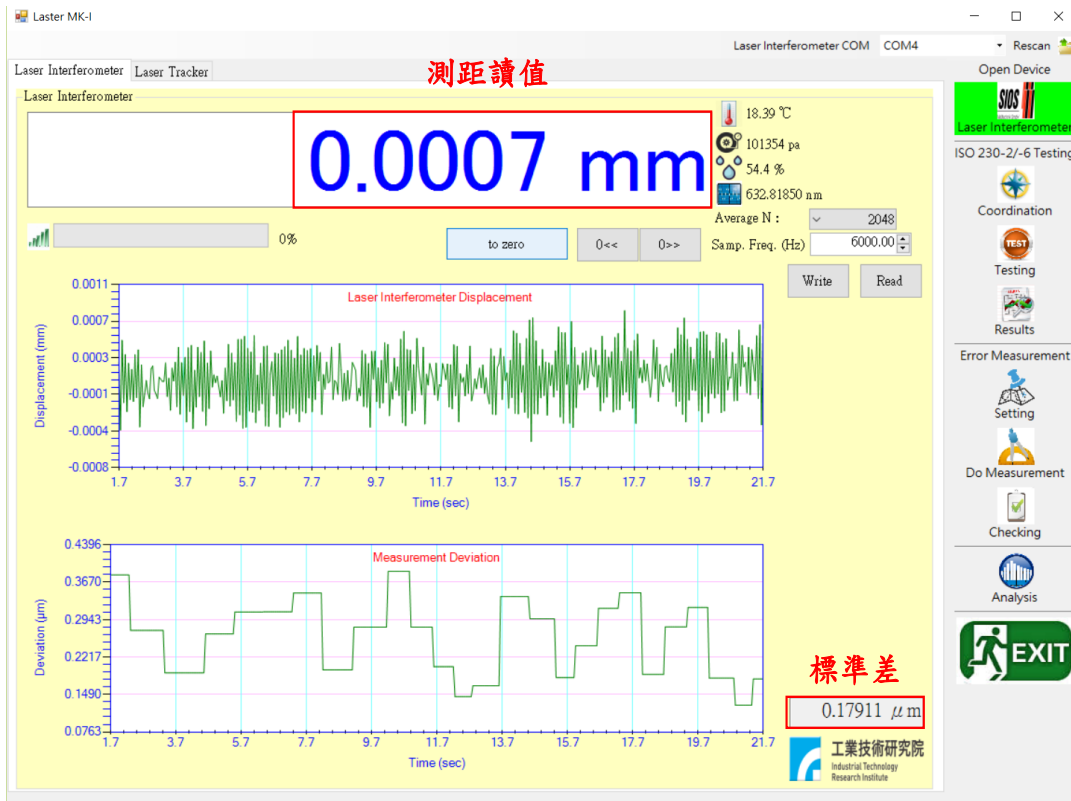 Laster MK-I
Laser Interferometer COM COM4 Rescan
Laser Interferometer Laser Tracker
測距讀值
Open Device
Laser Interferometer
0.0007 mm
18.39 ℃
101354 pa
54.4 %
632.81850 nm
Average N : 2048
0%
to zero
0<<
0>>
Samp. Freq. (Hz) 6000.00
Write
Read
Laser Interferometer Displacement
Displacement (mm)
0.0011
0.0007
0.0003
-0.0001
-0.0004
-0.0008
1.7 3.7 5.7 7.7 9.7 11.7 13.7 15.7 17.7 19.7 21.7
Time (sec)
Measurement Deviation
Deviation (μm)
0.4396
0.3670
0.2943
0.2217
0.1490
0.0763
1.7 3.7 5.7 7.7 9.7 11.7 13.7 15.7 17.7 19.7 21.7
Time (sec)
標準差
0.17911 μm
工業技術研究院
Industrial Technology
Research Institute
SIOS
Laser Interferometer
ISO 230-2/-6 Testing
Coordination
TEST
Testing
Results
Error Measurement
Setting
Do Measurement
Checking
Analysis
EXIT